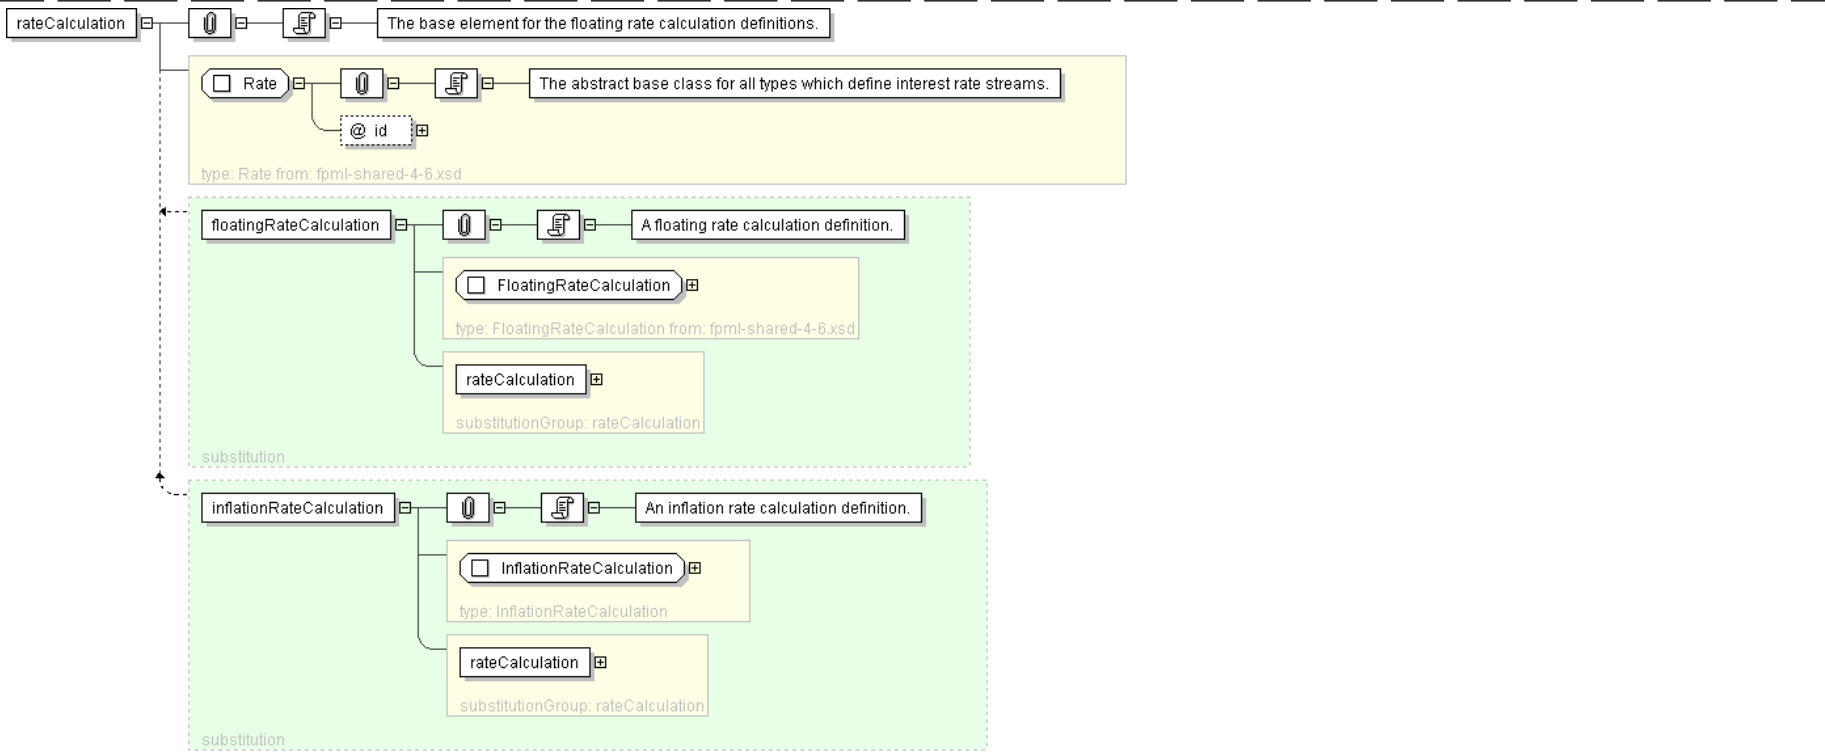 rateCalculation
The base element for the floating rate calculation definitions.
Rate
The abstract base class for all types which define interest rate streams.
@ id
type: Rate from: fpml-shared-4-6.xsd
floatingRateCalculation
A floating rate calculation definition.
FloatingRateCalculation
type: FloatingRateCalculation from: fpml-shared-4-6.xsd
rateCalculation
substitutionGroup: rateCalculation
substitution
inflationRateCalculation
An inflation rate calculation definition.
InflationRateCalculation
type: InflationRateCalculation
rateCalculation
substitutionGroup: rateCalculation
substitution